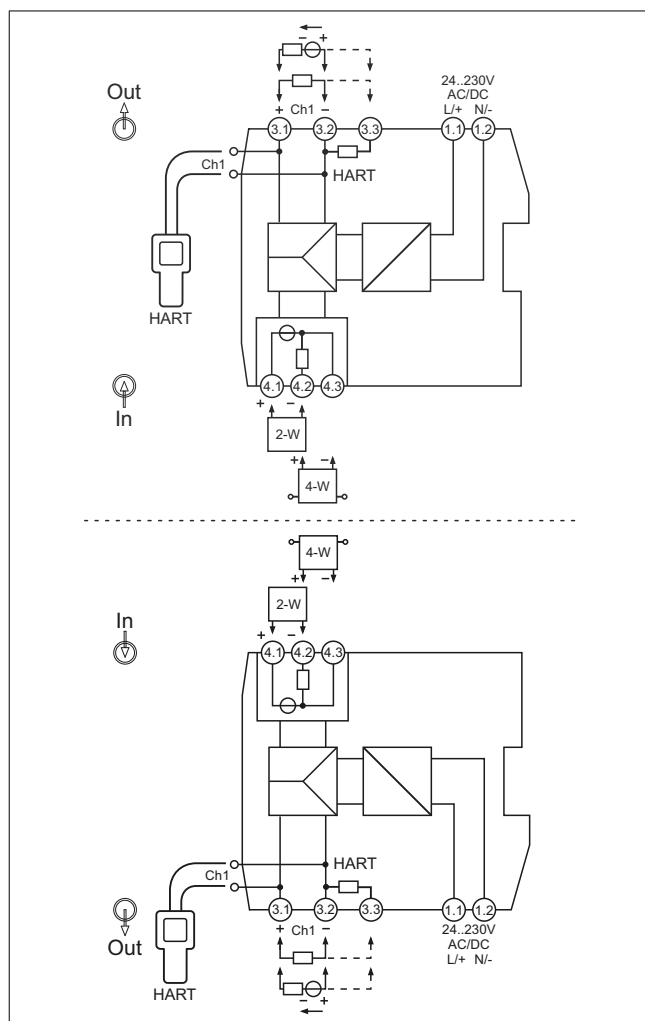 − +
24..230V
AC/DC
L/+ N/-
Out
+ Ch1 −
3.1 3.2 3.3 1.1 1.2
Ch1
HART
HART
4.1 4.2 4.3
In
+ −
2-W
+ −
4-W
4-W
+ −
2-W
In
+ −
4.1 4.2 4.3
HART
Ch1
3.1 3.2 3.3 1.1 1.2
+ Ch1 −
24..230V
AC/DC
L/+ N/-
Out
HART
− +